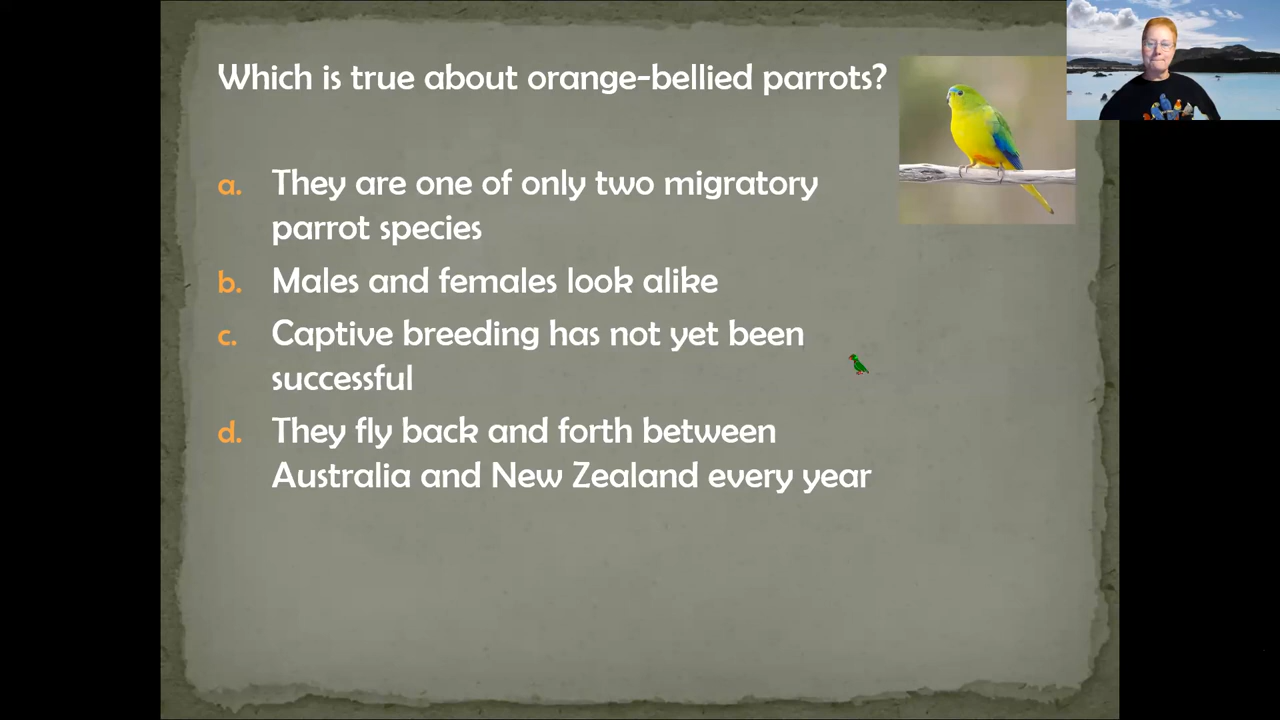 Which is true about orange-bellied parrots?
a. They are one of only two migratory
parrot species
b. Males and females look alike
c. Captive breeding has not yet been
successful
d. They fly back and forth between
Australia and New Zealand every year